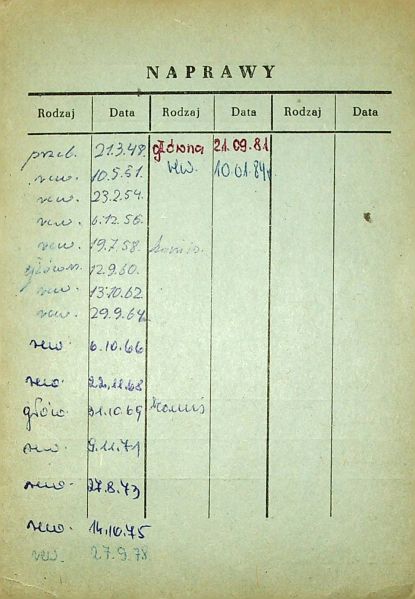 NAPRAWY
Rodzaj Data Rodzaj Data Rodzaj Data
przeb. 21.3.48. główna 21.09.81
rew. 10.5.51. rew. 10.01.84r
rew. 23.2.54.
rew. 6.12.56.
rew. 19.7.58.
główn. 12.9.60.
rew. 13.10.62.
rew. 29.9.64
rew. 6.10.66
rew. 22.11.68
głów. 31.10.69
rew. 9.11.71
rew. 27.8.73
rew. 14.10.75
rew. 27.9.78